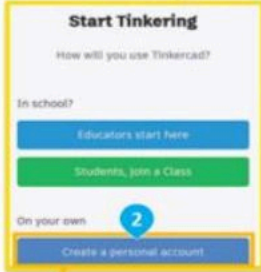 Start Tinkering
How will you use Tinkercad?
In school?
Educators start here
Students, Join a Class
On your own
2
Create a personal account